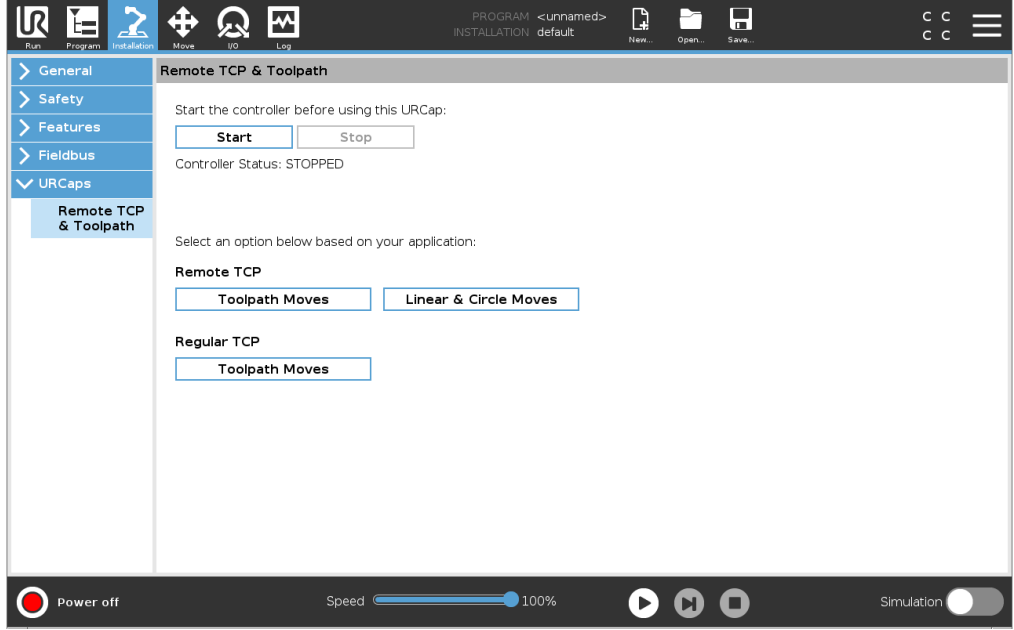 UR
PROGRAM <unnamed>
INSTALLATION default
C C
C C
Run Program Installation Move I/O Log New... Open... Save...
General
Safety
Features
Fieldbus
URCaps
Remote TCP
& Toolpath
Remote TCP & Toolpath
Start the controller before using this URCap:
Start Stop
Controller Status: STOPPED
Select an option below based on your application:
Remote TCP
Toolpath Moves Linear & Circle Moves
Regular TCP
Toolpath Moves
Power off Speed 100% Simulation